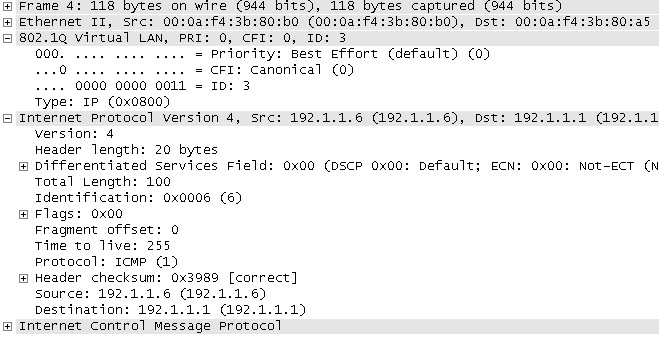 Frame 4: 118 bytes on wire (944 bits), 118 bytes captured (944 bits)
Ethernet II, Src: 00:0a:f4:3b:80:b0 (00:0a:f4:3b:80:b0), Dst: 00:0a:f4:3b:80:a5
802.1Q Virtual LAN, PRI: 0, CFI: 0, ID: 3
000. .... .... .... = Priority: Best Effort (default) (0)
...0 .... .... .... = CFI: Canonical (0)
.... 0000 0000 0011 = ID: 3
Type: IP (0x0800)
Internet Protocol Version 4, Src: 192.1.1.6 (192.1.1.6), Dst: 192.1.1.1 (192.1.1
Version: 4
Header length: 20 bytes
Differentiated Services Field: 0x00 (DSCP 0x00: Default; ECN: 0x00: Not-ECT (N
Total Length: 100
Identification: 0x0006 (6)
Flags: 0x00
Fragment offset: 0
Time to live: 255
Protocol: ICMP (1)
Header checksum: 0x3989 [correct]
Source: 192.1.1.6 (192.1.1.6)
Destination: 192.1.1.1 (192.1.1.1)
Internet Control Message Protocol